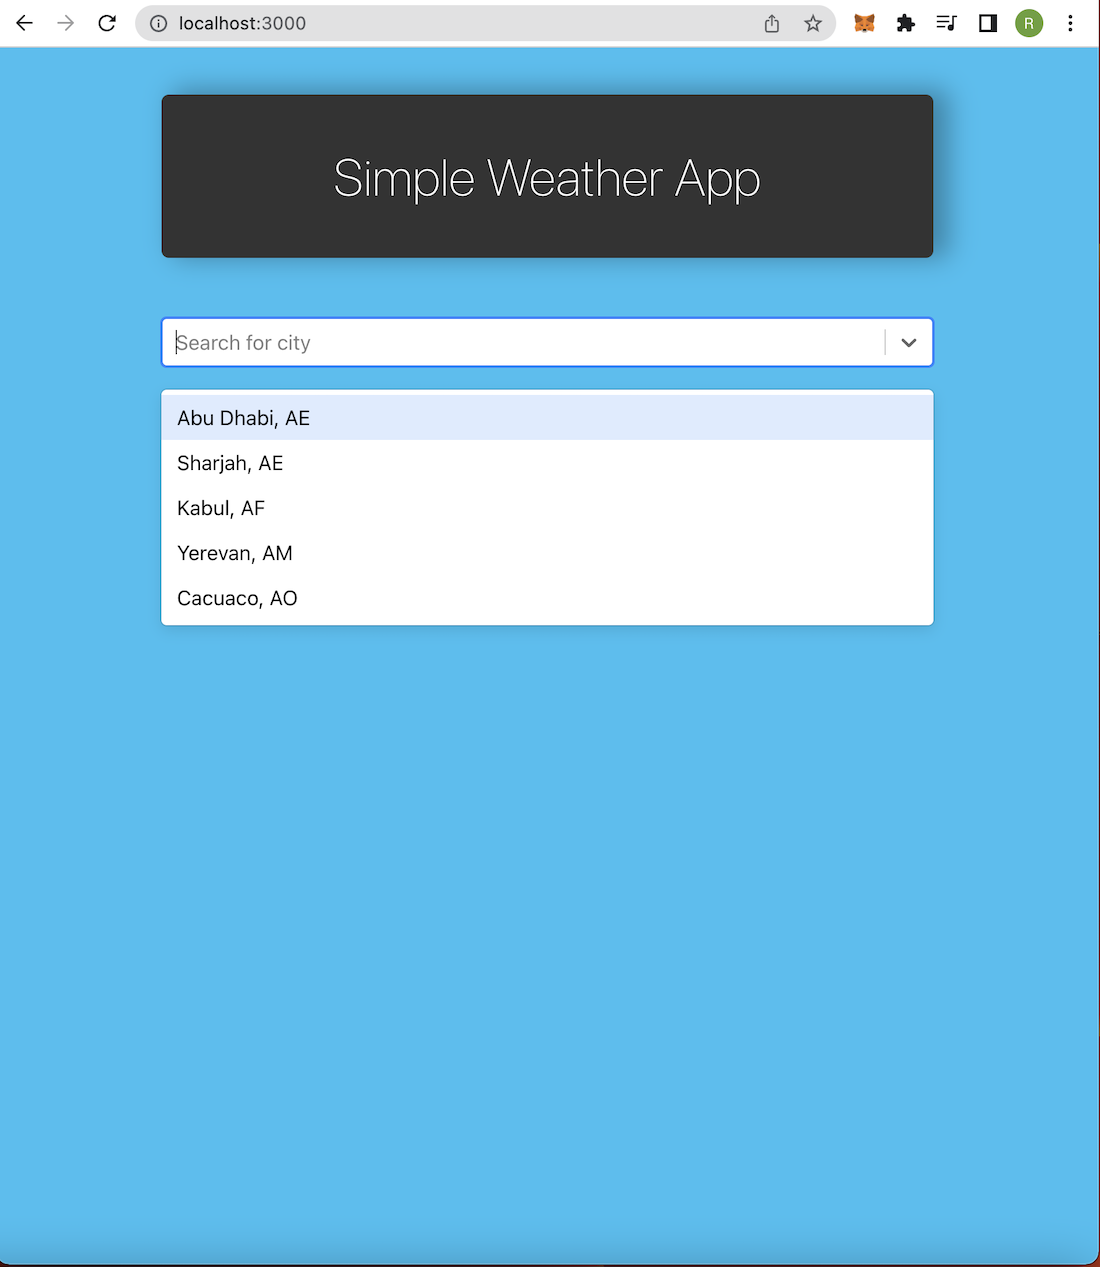 localhost:3000
R
Simple Weather App
Search for city
Abu Dhabi, AE
Sharjah, AE
Kabul, AF
Yerevan, AM
Cacuaco, AO